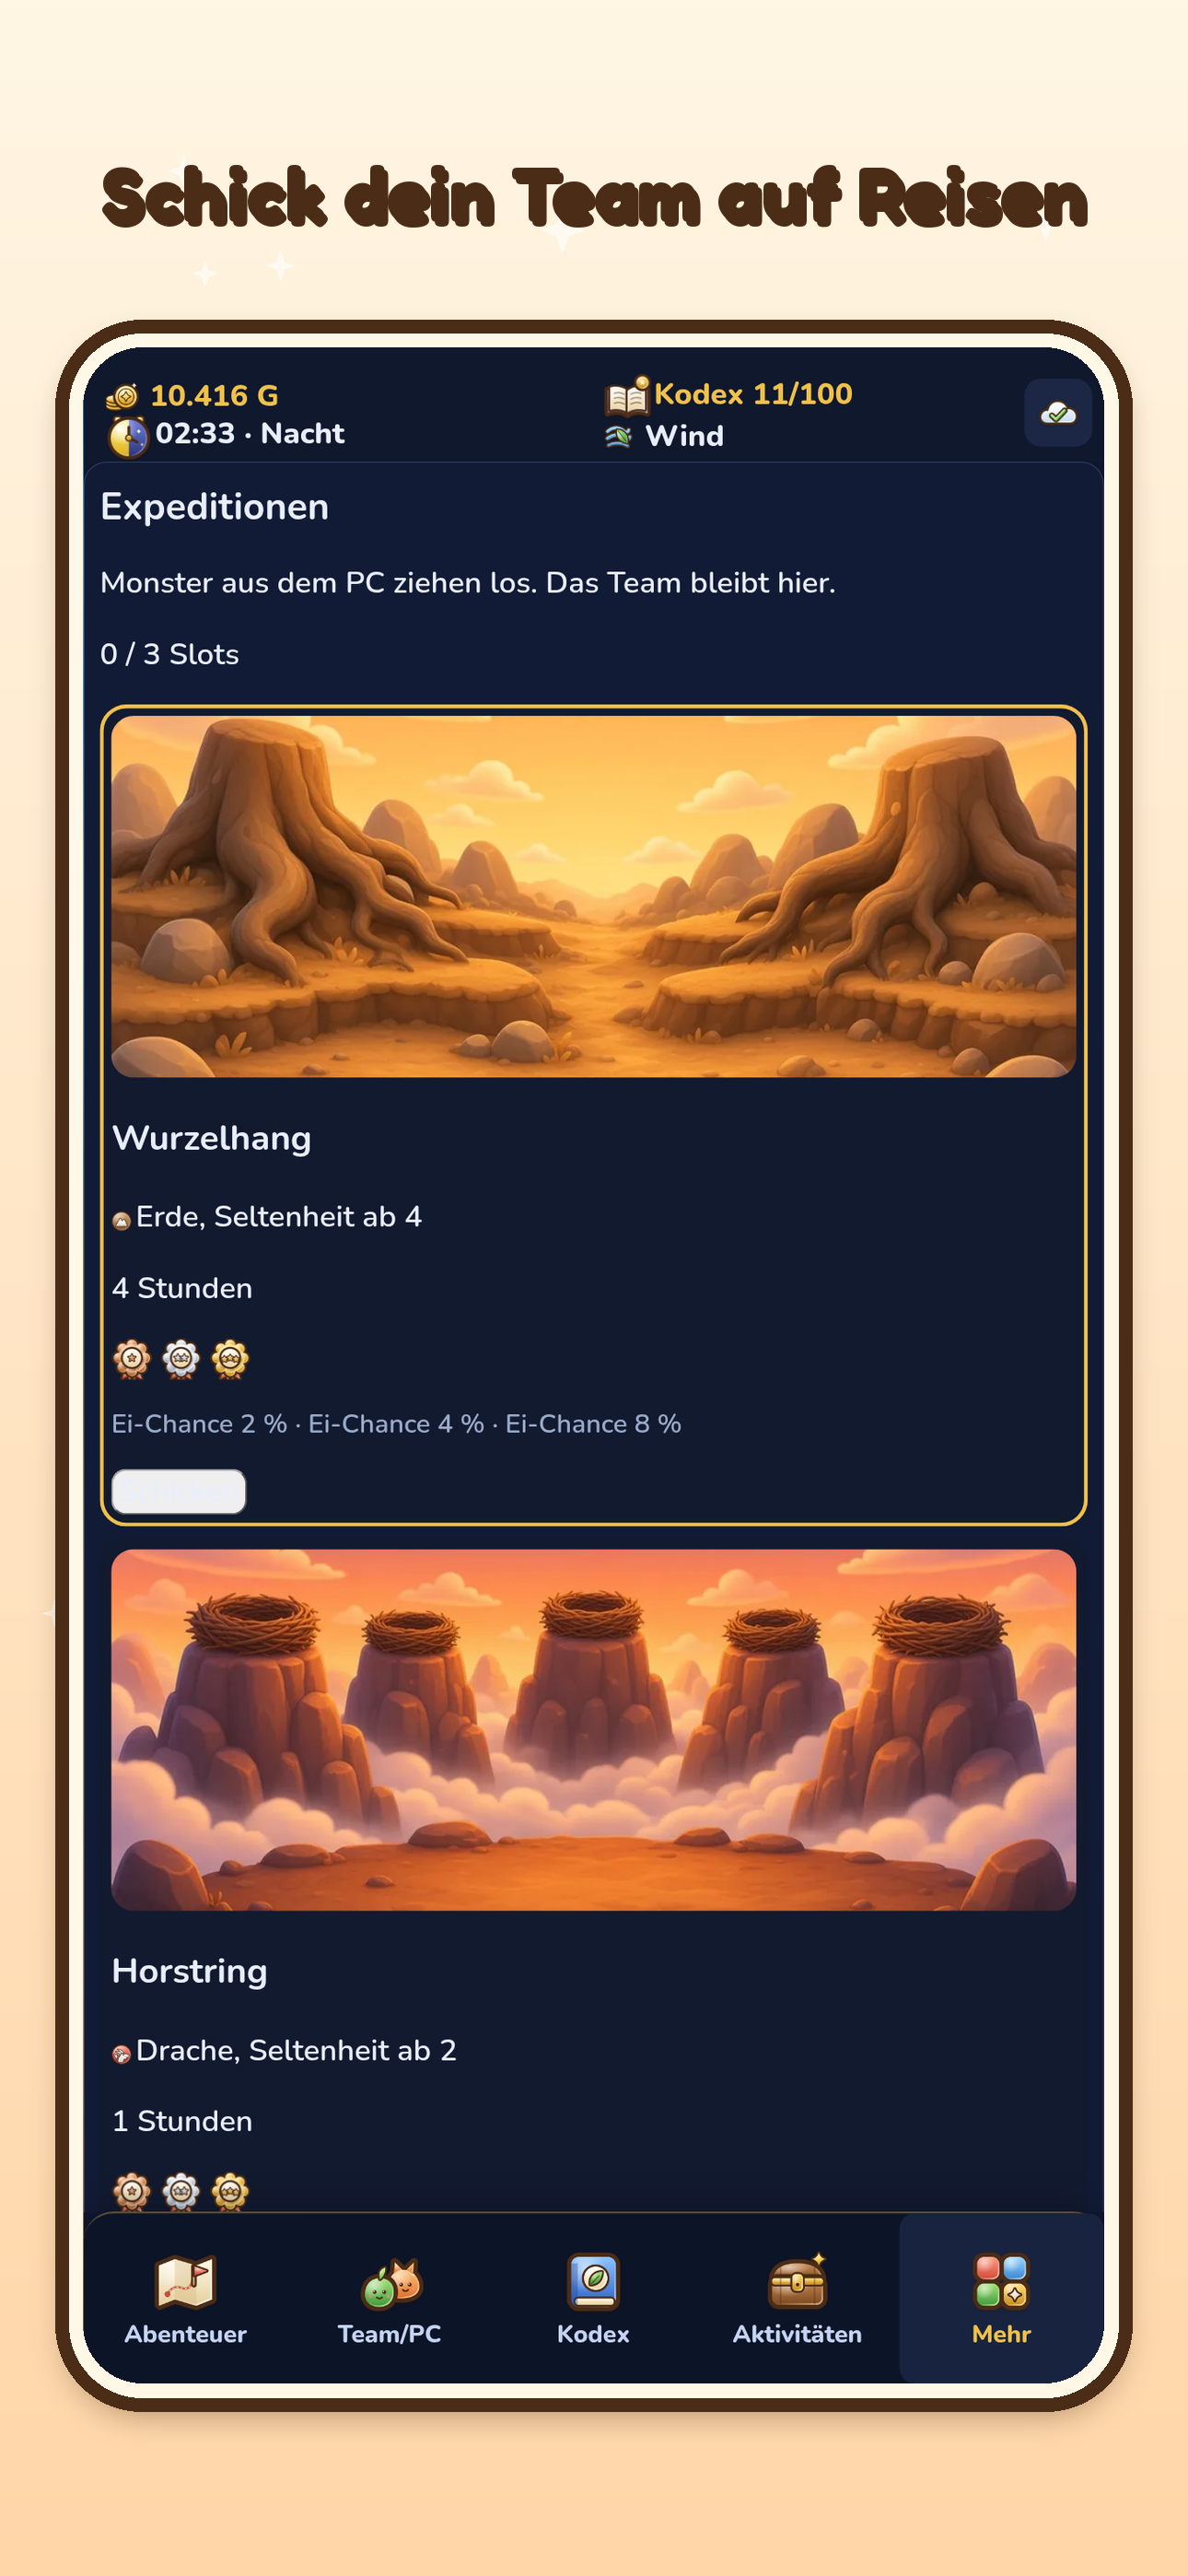 Schick dein Team auf Reisen
10.416 G
Kodex 11/100
02:33 · Nacht
Wind
Expeditionen
Monster aus dem PC ziehen los. Das Team bleibt hier.
0 / 3 Slots
Wurzelhang
Erde, Seltenheit ab 4
4 Stunden
Ei-Chance 2 % · Ei-Chance 4 % · Ei-Chance 8 %
Horstring
Drache, Seltenheit ab 2
1 Stunden
Abenteuer
Team/PC
Kodex
Aktivitäten
Mehr